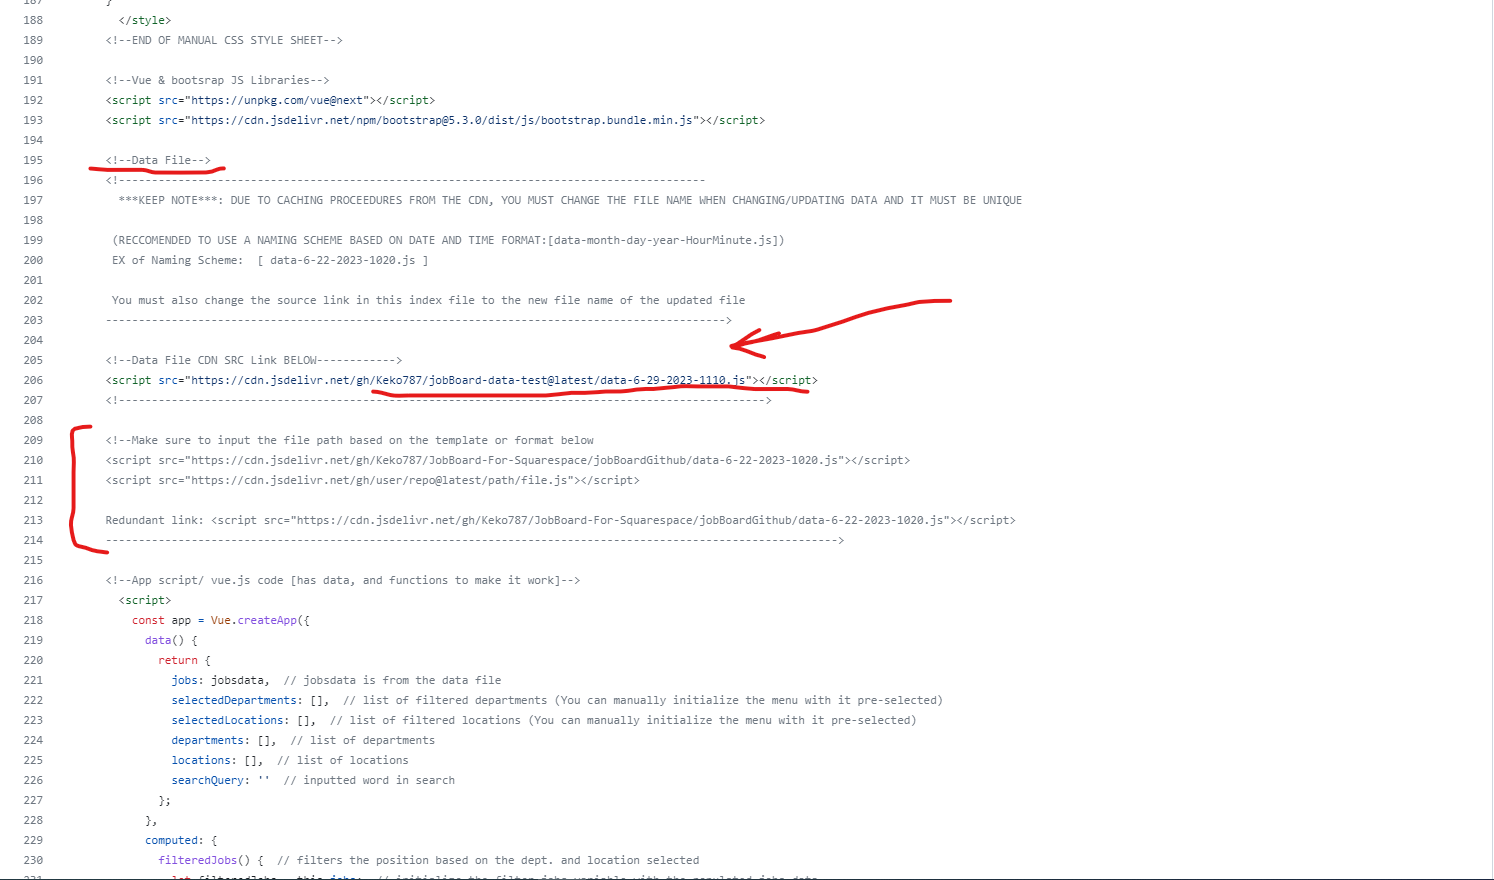 187 }
188 </style>
189 <!--END OF MANUAL CSS STYLE SHEET-->
190
191 <!--Vue & bootsrap JS Libraries-->
192 <script src="https://unpkg.com/vue@next"></script>
193 <script src="https://cdn.jsdelivr.net/npm/bootstrap@5.3.0/dist/js/bootstrap.bundle.min.js"></script>
194
195 <!--Data File-->
196 <!-----------------------------------------------------------------------------------------
197 ***KEEP NOTE***: DUE TO CACHING PROCEEDURES FROM THE CDN, YOU MUST CHANGE THE FILE NAME WHEN CHANGING/UPDATING DATA AND IT MUST BE UNIQUE
198
199 (RECCOMENDED TO USE A NAMING SCHEME BASED ON DATE AND TIME FORMAT:[data-month-day-year-HourMinute.js])
200 EX of Naming Scheme:  [ data-6-22-2023-1020.js ]
201
202 You must also change the source link in this index file to the new file name of the updated file
203 ---------------------------------------------------------------------------------------------->
204
205 <!--Data File CDN SRC Link BELOW------------>
206 <script src="https://cdn.jsdelivr.net/gh/Keko787/jobBoard-data-test@latest/data-6-29-2023-1110.js"></script>
207 <!--------------------------------------------------------------------------------------------------->
208
209 <!--Make sure to input the file path based on the template or format below
210 <script src="https://cdn.jsdelivr.net/gh/Keko787/JobBoard-For-Squarespace/jobBoardGithub/data-6-22-2023-1020.js"></script>
211 <script src="https://cdn.jsdelivr.net/gh/user/repo@latest/path/file.js"></script>
212
213 Redundant link: <script src="https://cdn.jsdelivr.net/gh/Keko787/JobBoard-For-Squarespace/jobBoardGithub/data-6-22-2023-1020.js"></script>
214 --------------------------------------------------------------------------------------------------------------->
215
216 <!--App script/ vue.js code [has data, and functions to make it work]-->
217 <script>
218 const app = Vue.createApp({
219 data() {
220 return {
221 jobs: jobsdata,  // jobsdata is from the data file
222 selectedDepartments: [],  // list of filtered departments (You can manually initialize the menu with it pre-selected)
223 selectedLocations: [],  // list of filtered locations (You can manually initialize the menu with it pre-selected)
224 departments: [],  // list of departments
225 locations: [],  // list of locations
226 searchQuery: ''  // inputted word in search
227 };
228 },
229 computed: {
230 filteredJobs() {  // filters the position based on the dept. and location selected